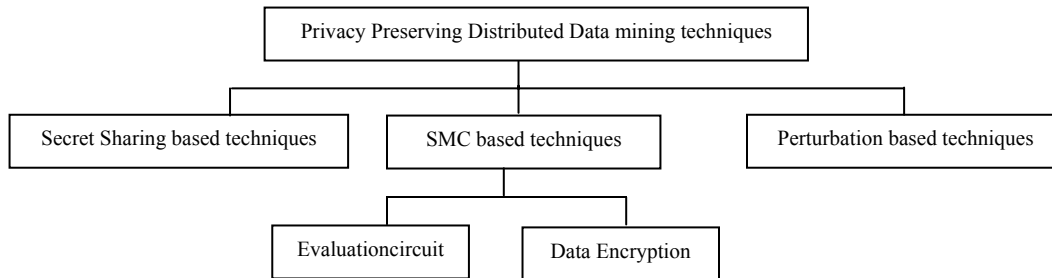 Privacy Preserving Distributed Data mining techniques
Secret Sharing based techniques
SMC based techniques
Perturbation based techniques
Evaluationcircuit
Data Encryption